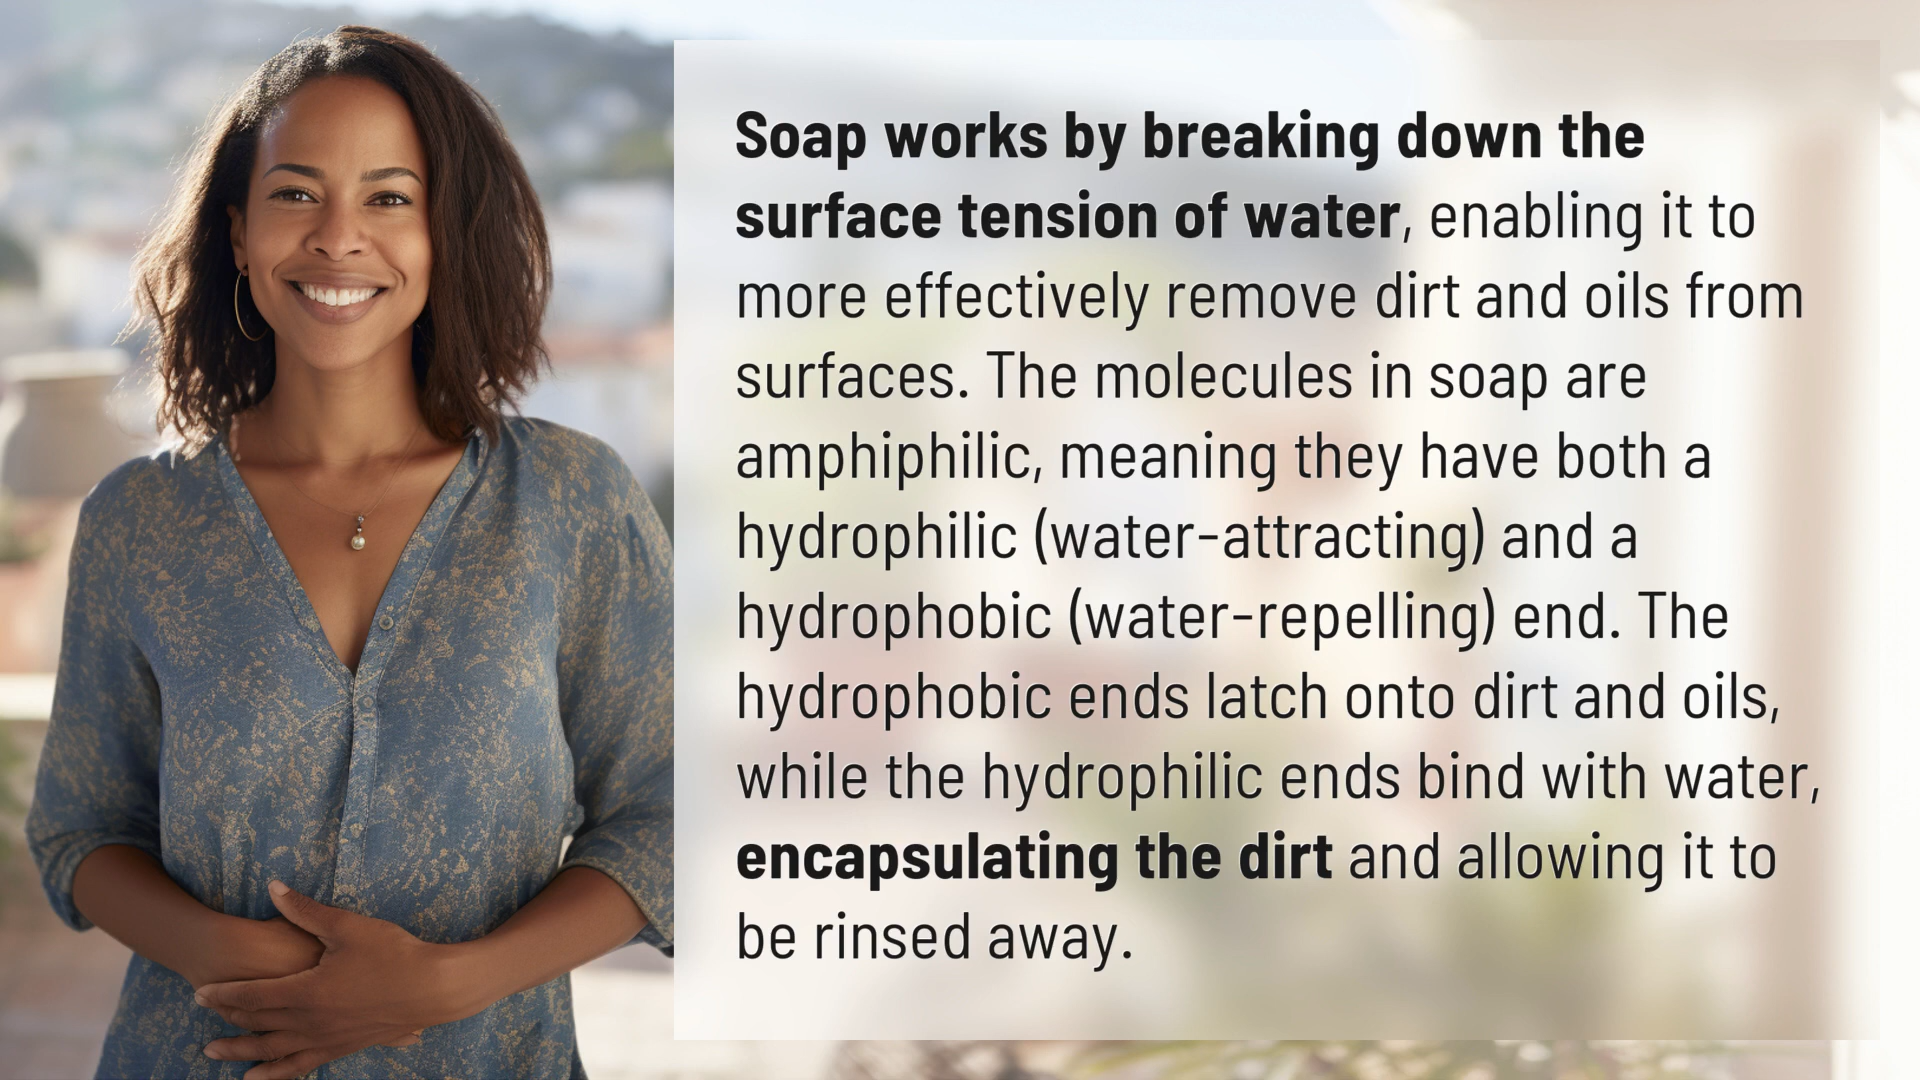 Soap works by breaking down the
surface tension of water, enabling it to
more effectively remove dirt and oils from
surfaces. The molecules in soap are
amphiphilic, meaning they have both a
hydrophilic (water-attracting) and a
hydrophobic (water-repelling) end. The
hydrophobic ends latch onto dirt and oils,
while the hydrophilic ends bind with water,
encapsulating the dirt and allowing it to
be rinsed away.